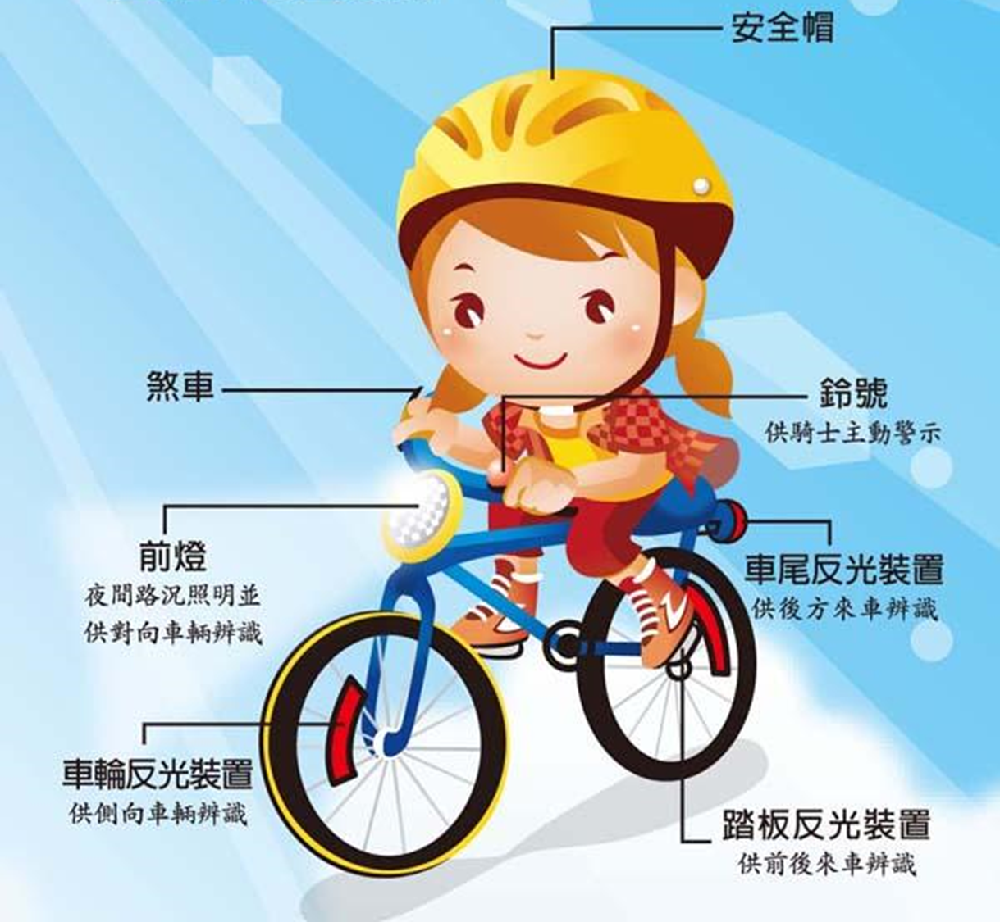 安全帽
煞車
鈴號
供騎士主動警示
前燈
夜間路況照明並
供對向車輛辨識
車尾反光裝置
供後方來車辨識
車輪反光裝置
供側向車輛辨識
踏板反光裝置
供前後來車辨識